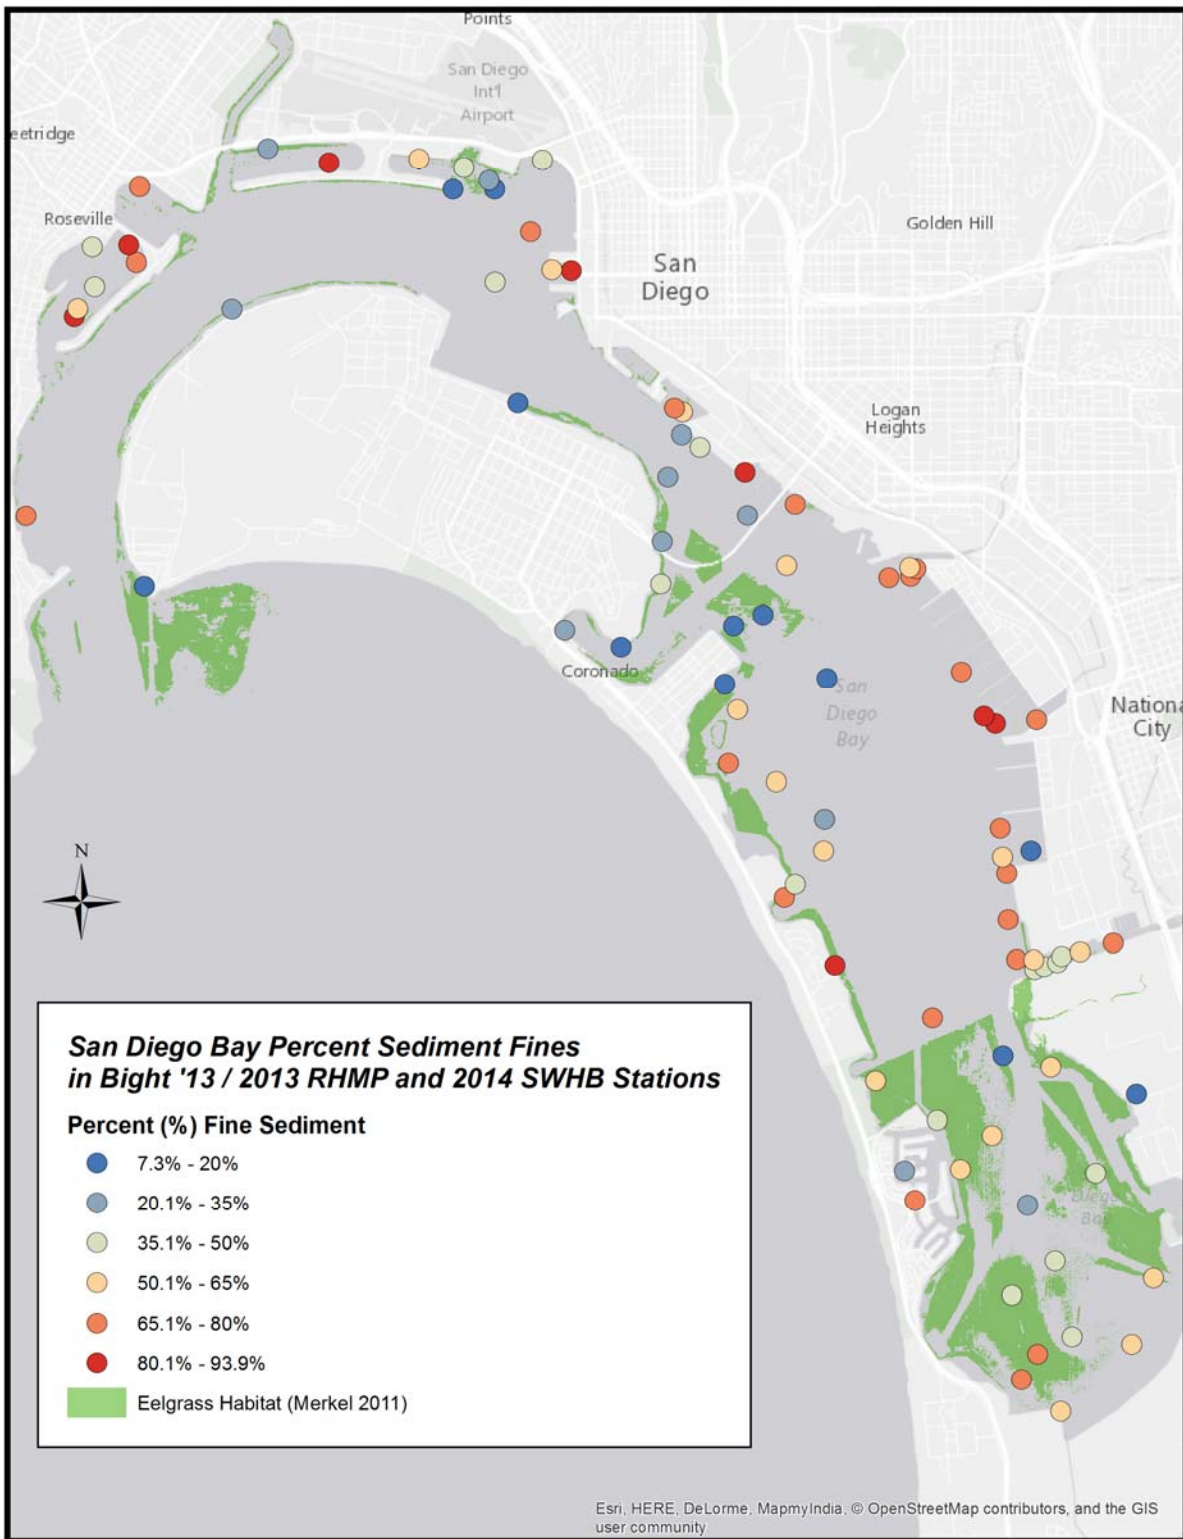 Points
San Diego
Int'l
Airport
eetridge
Roseville
Golden Hill
San
Diego
Logan
Heights
Coronado
San
Diego
Bay
Nationa
City
N
Diego
Bay
San Diego Bay Percent Sediment Fines
in Bight '13 / 2013 RHMP and 2014 SWHB Stations
Percent (%) Fine Sediment
7.3% - 20%
20.1% - 35%
35.1% - 50%
50.1% - 65%
65.1% - 80%
80.1% - 93.9%
Eelgrass Habitat (Merkel 2011)
Esri, HERE, DeLorme, MapmyIndia, © OpenStreetMap contributors, and the GIS
user community